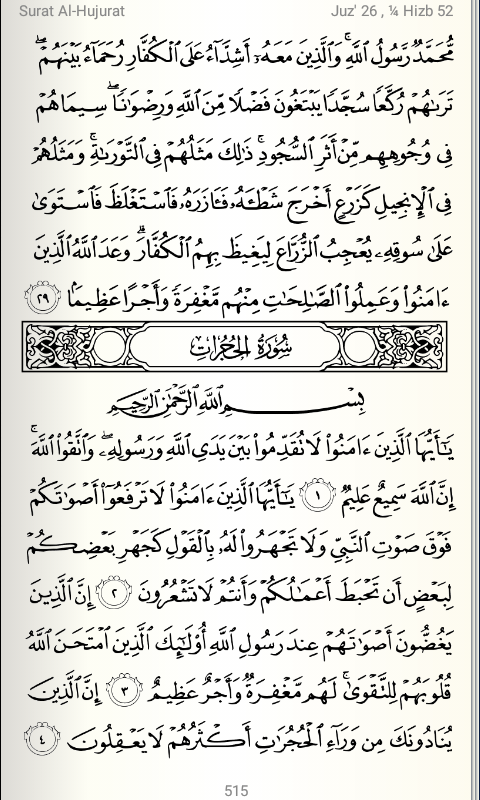 Surat Al-Hujurat Juz' 26 , ¼ Hizb 52
مُّحَمَّدٌ رَّسُولُ ٱللَّهِ ۚ وَٱلَّذِينَ مَعَهُۥٓ أَشِدَّآءُ عَلَى ٱلْكُفَّارِ رُحَمَآءُ بَيْنَهُمْ ۖ
تَرَىٰهُمْ رُكَّعًا سُجَّدًا يَبْتَغُونَ فَضْلًا مِّنَ ٱللَّهِ وَرِضْوَٰنًا ۖ سِيمَاهُمْ
فِى وُجُوهِهِم مِّنْ أَثَرِ ٱلسُّجُودِ ۚ ذَٰلِكَ مَثَلُهُمْ فِى ٱلتَّوْرَىٰةِ ۚ وَمَثَلُهُمْ
فِى ٱلْإِنجِيلِ كَزَرْعٍ أَخْرَجَ شَطْـَٔهُۥ فَـَٔازَرَهُۥ فَٱسْتَغْلَظَ فَٱسْتَوَىٰ
عَلَىٰ سُوقِهِۦ يُعْجِبُ ٱلزُّرَّاعَ لِيَغِيظَ بِهِمُ ٱلْكُفَّارَ ۗ وَعَدَ ٱللَّهُ ٱلَّذِينَ
ءَامَنُوا۟ وَعَمِلُوا۟ ٱلصَّـٰلِحَـٰتِ مِنْهُم مَّغْفِرَةً وَأَجْرًا عَظِيمًۢا ٢٩
سُورَةُ الحُجُرَاتِ
بِسْمِ ٱللَّهِ ٱلرَّحْمَـٰنِ ٱلرَّحِيمِ
يَـٰٓأَيُّهَا ٱلَّذِينَ ءَامَنُوا۟ لَا تُقَدِّمُوا۟ بَيْنَ يَدَىِ ٱللَّهِ وَرَسُولِهِۦ ۖ وَٱتَّقُوا۟ ٱللَّهَ ۚ
إِنَّ ٱللَّهَ سَمِيعٌ عَلِيمٌ ١ يَـٰٓأَيُّهَا ٱلَّذِينَ ءَامَنُوا۟ لَا تَرْفَعُوٓا۟ أَصْوَٰتَكُمْ
فَوْقَ صَوْتِ ٱلنَّبِىِّ وَلَا تَجْهَرُوا۟ لَهُۥ بِٱلْقَوْلِ كَجَهْرِ بَعْضِكُمْ
لِبَعْضٍ أَن تَحْبَطَ أَعْمَـٰلُكُمْ وَأَنتُمْ لَا تَشْعُرُونَ ٢ إِنَّ ٱلَّذِينَ
يَغُضُّونَ أَصْوَٰتَهُمْ عِندَ رَسُولِ ٱللَّهِ أُو۟لَـٰٓئِكَ ٱلَّذِينَ ٱمْتَحَنَ ٱللَّهُ
قُلُوبَهُمْ لِلتَّقْوَىٰ ۚ لَهُم مَّغْفِرَةٌ وَأَجْرٌ عَظِيمٌ ٣ إِنَّ ٱلَّذِينَ
يُنَادُونَكَ مِن وَرَآءِ ٱلْحُجُرَٰتِ أَكْثَرُهُمْ لَا يَعْقِلُونَ ٤
515